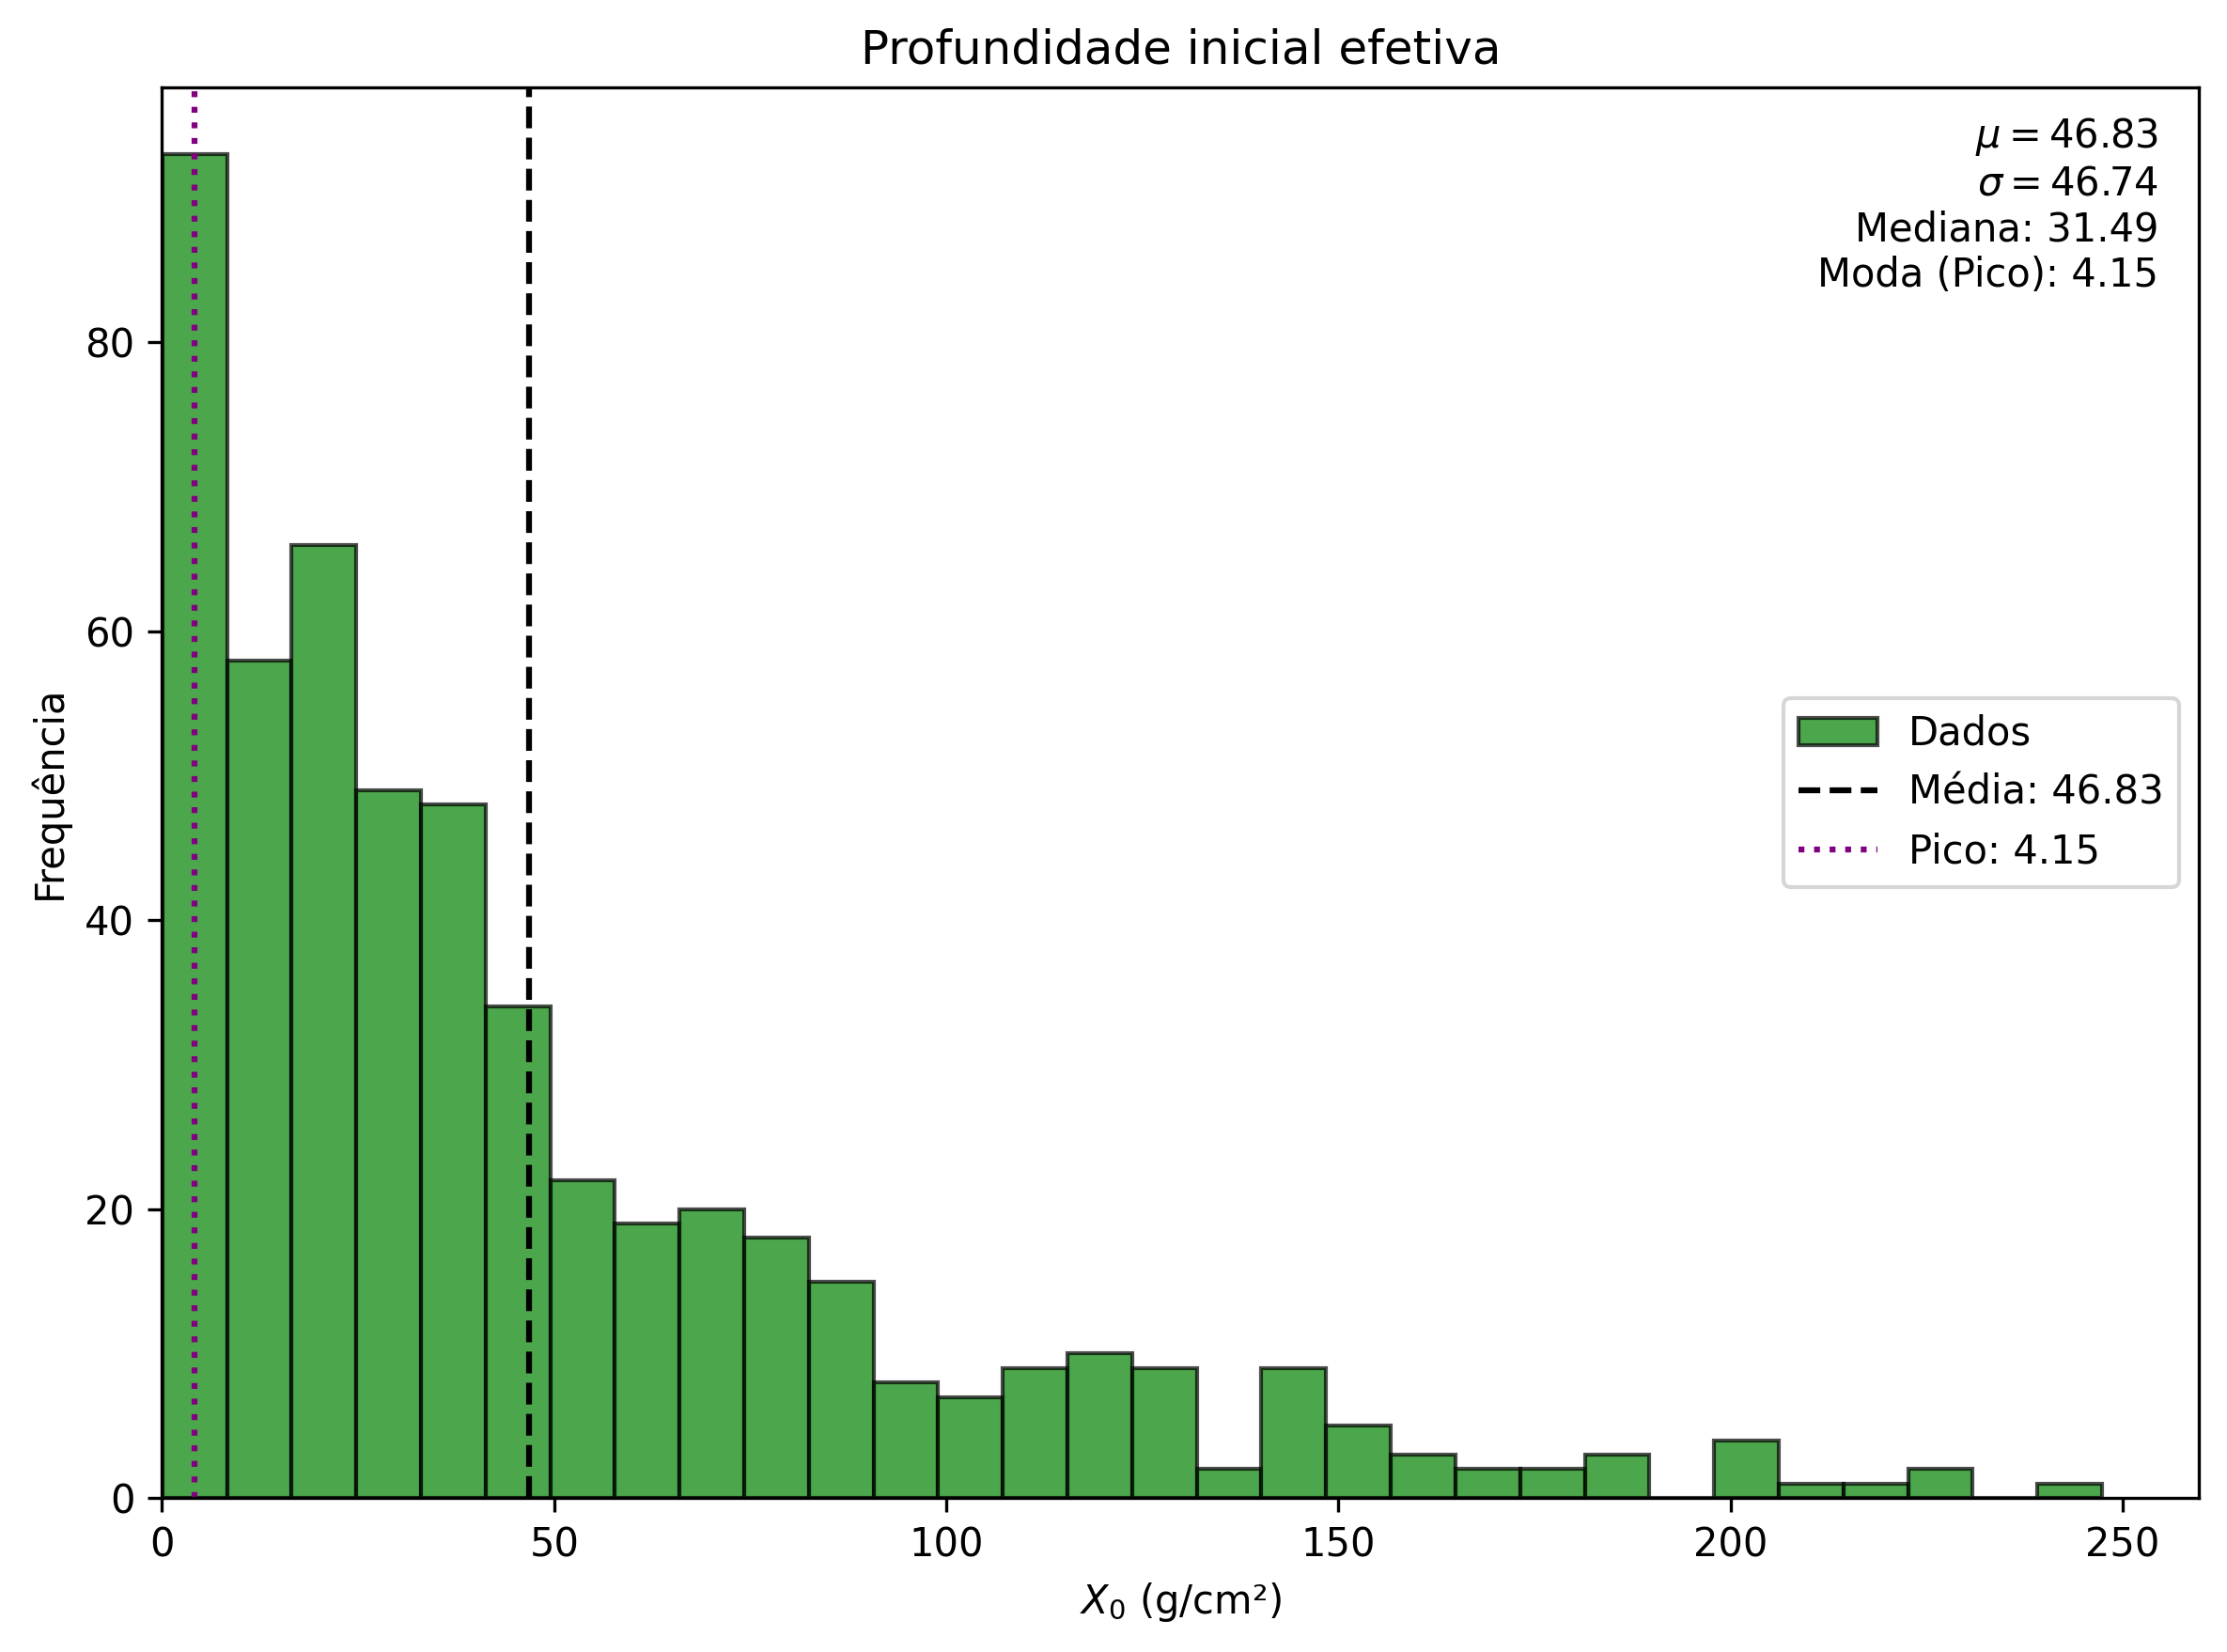 Profundidade inicial efetiva
μ = 46.83
σ = 46.74
Mediana: 31.49
Moda (Pico): 4.15
80
60
40
20
0
Frequência
Dados
Média: 46.83
Pico: 4.15
0 50 100 150 200 250
X₀ (g/cm²)